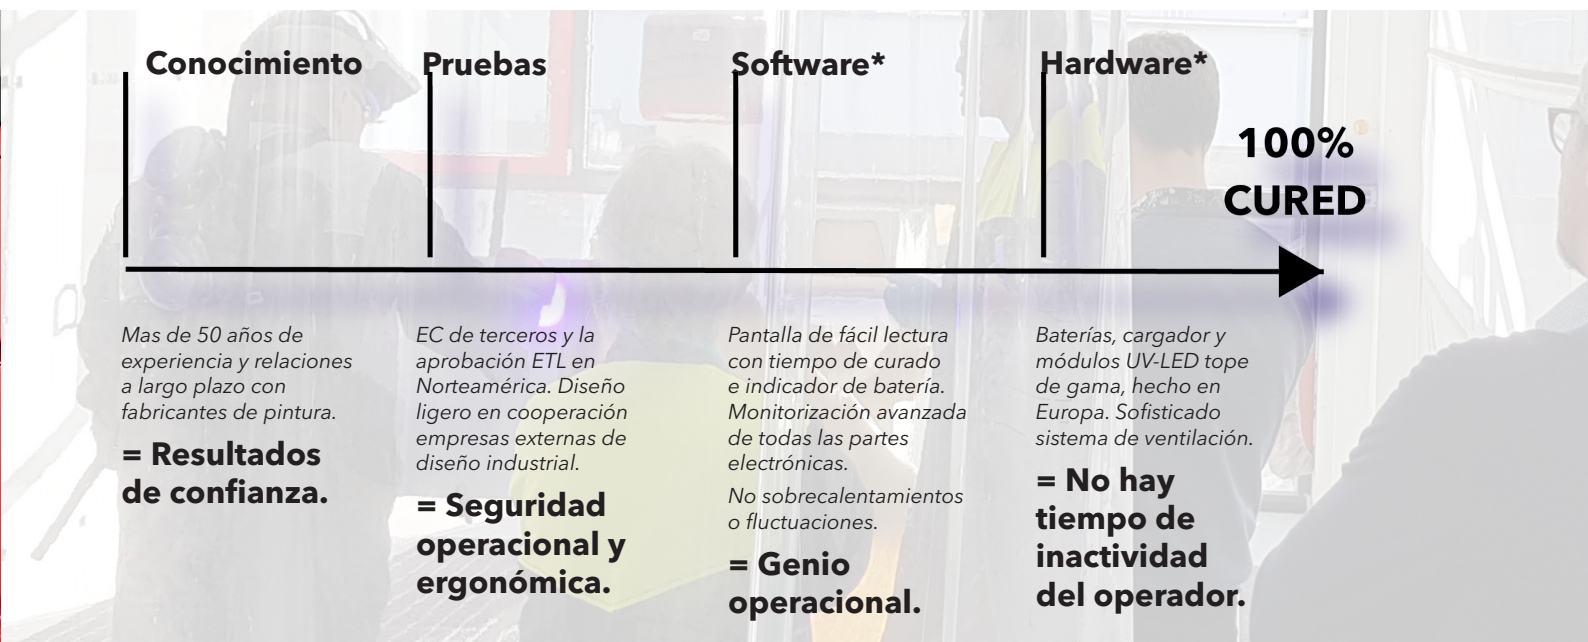 Conocimiento
Pruebas
Software*
Hardware*
100%
CURED
Mas de 50 años de
experiencia y relaciones
a largo plazo con
fabricantes de pintura.
= Resultados
de confianza.
EC de terceros y la
aprobación ETL en
Norteamérica. Diseño
ligero en cooperación
empresas externas de
diseño industrial.
= Seguridad
operacional y
ergonómica.
Pantalla de fácil lectura
con tiempo de curado
e indicador de batería.
Monitorización avanzada
de todas las partes
electrónicas.
No sobrecalentamientos
o fluctuaciones.
= Genio
operacional.
Baterías, cargador y
módulos UV-LED tope
de gama, hecho en
Europa. Sofisticado
sistema de ventilación.
= No hay
tiempo de
inactividad
del operador.